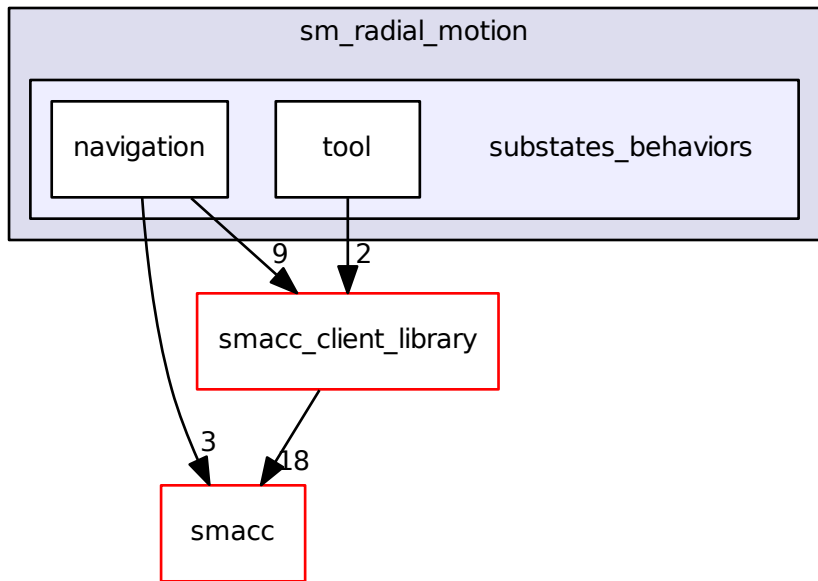 sm_radial_motion
navigation
tool
substates_behaviors
9
2
smacc_client_library
3
18
smacc